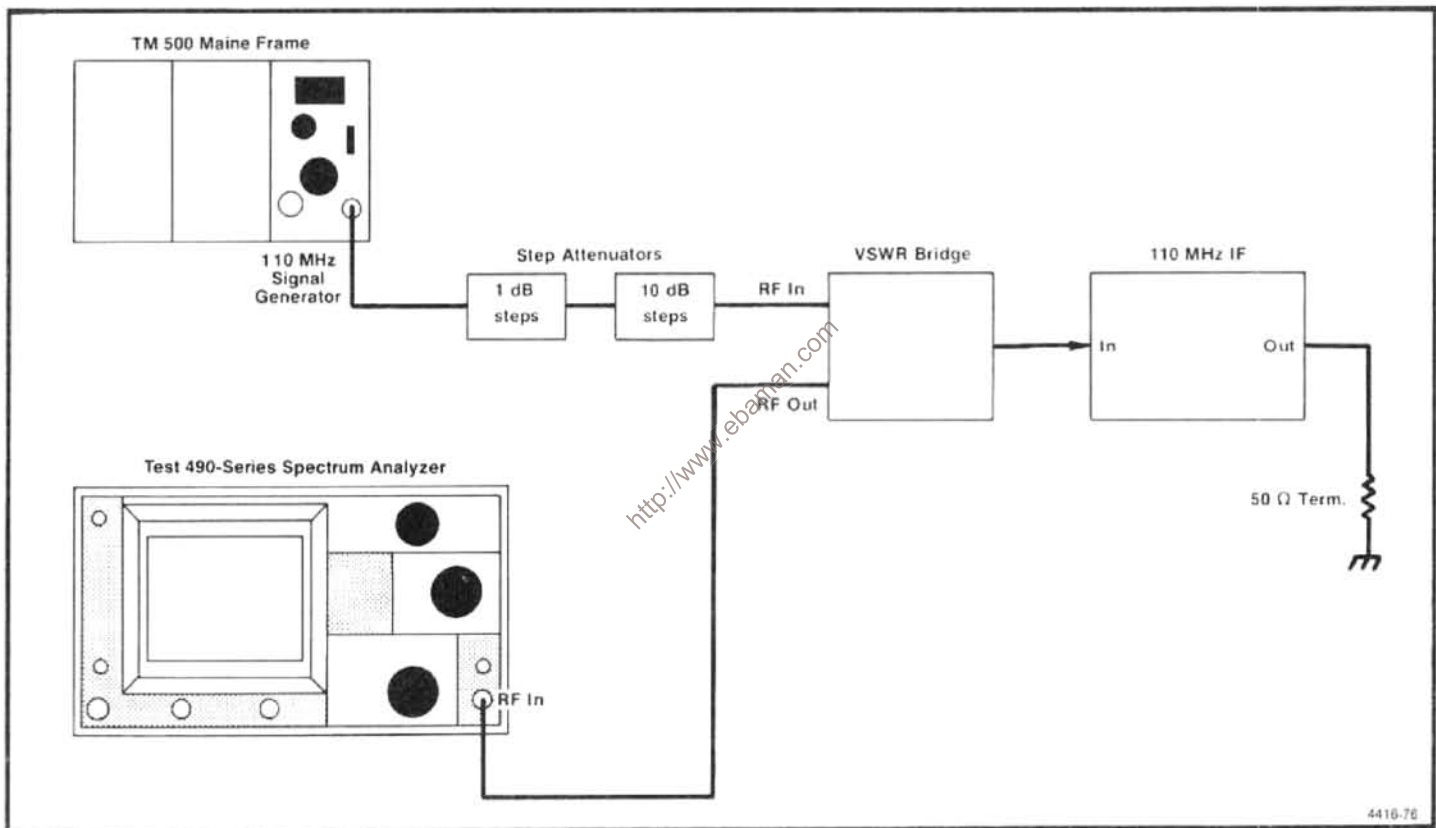 TM 500 Maine Frame
110 MHz
Signal
Generator
Step Attenuators
1 dB
steps
10 dB
steps
RF In
VSWR Bridge
RF Out
110 MHz IF
In
Out
50 Ω Term.
Test 490-Series Spectrum Analyzer
RF In
http://www.ebaman.com
4416-76